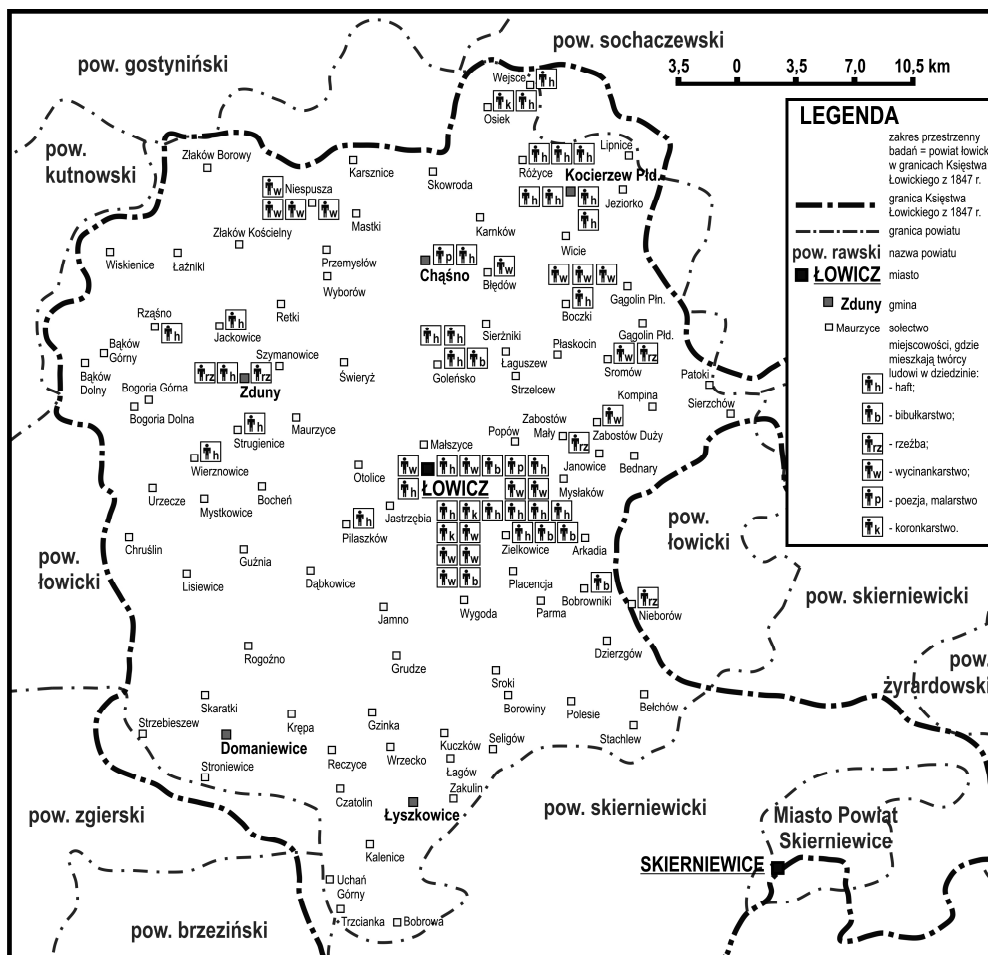 pow. sochaczewski
pow. gostyniński
3,5 0 3,5 7,0 10,5 km
Wejsce
h
k h
Osiek
LEGENDA
zakres przestrzenny
badań = powiat łowick
w granicach Księstwa
Łowickiego z 1847 r.
granica Księstwa
Łowickiego z 1847 r.
granica powiatu
pow. rawski nazwa powiatu
ŁOWICZ miasto
Zduny gmina
Maurzyce sołectwo
miejscowości, gdzie
mieszkają twórcy
ludowi w dziedzinie:
h - haft;
b - bibułkarstwo;
rz - rzeźba;
w - wycinankarstwo;
p - poezja, malarstwo
k - koronkarstwo.
pow.
kutnowski
Złaków Borowy
Karsznice
Skowroda
h h h
Różyce
Lipnice
Kocierzew Płd.
h h h
h
Jeziorko
w
Niespusza
w w w
Mastki
Karnków
Wicie
Złaków Kościelny
Wiskienice
Łaźniki
Przemysłów
Wyborów
p h
Chąśno
w
Błędów
w w w
h
Boczki
Gągolin Płn.
Rząśno
h
h
Jackowice
Retki
h h
h b
Goleńsko
Sierżniki
Gągolin Płd.
Bąków
Górny
Bąków
Dolny
Szymanowice
rz h rz
Zduny
Świeryż
Łaguszew
Płaskocin
w rz
Sromów
Patoki
Bogoria Górna
Bogoria Dolna
Strzelcew
Kompina
Sierzchów
h
Strugienice
Maurzyce
Popów
Zabostów
Mały
w
Zabostów Duży
rz
Janowice
Bednary
h
Wierznowice
Małszyce
Otolice
w h w b p h
h
ŁOWICZ
w w
Mysłaków
Urzecze
Mystkowice
Bocheń
Jastrzębia
h k h h h h
k w
w w
w b
h
Pilaszków
h b b
Zielkowice
Arkadia
pow.
łowicki
Chruślin
Guźnia
pow.
łowicki
Lisiewice
Dąbkowice
Placencja
b
Bobrowniki
rz
Nieborów
pow. skierniewicki
Jamno
Wygoda
Parma
Rogoźno
Grudze
Dzierzgów
pow.
żyrardowski
Skaratki
Sroki
Borowiny
Polesie
Bełchów
Strzebieszew
Krępa
Gzinka
Stachlew
Domaniewice
Kuczków
Seligów
Stroniewice
Reczyce
Wrzecko
Łagów
Zakulin
Czatolin
Łyszkowice
pow. zgierski
pow. skierniewicki
Miasto Powiat
Skierniewice
Kalenice
SKIERNIEWICE
Uchań
Górny
Trzcianka
Bobrowa
pow. brzeziński